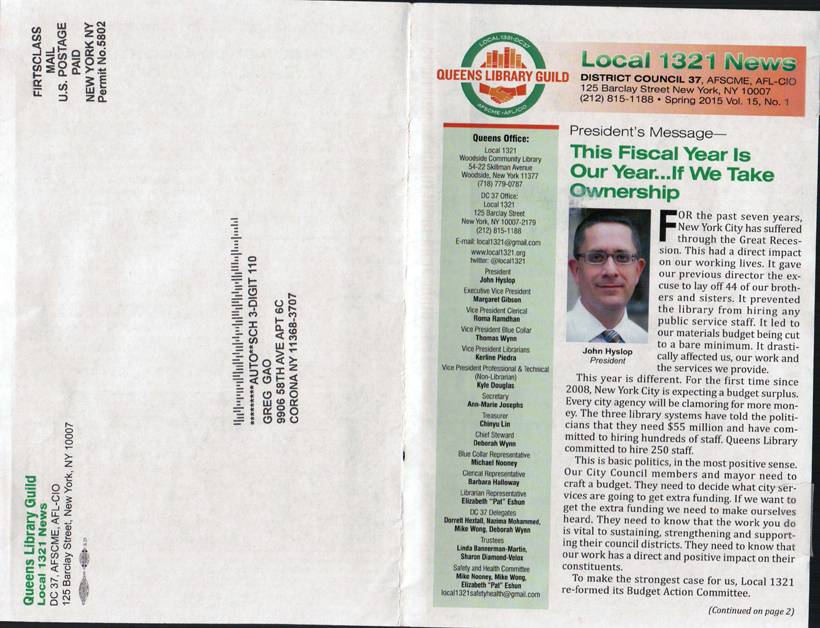 FIRTSCLASS
MAIL
U.S. POSTAGE
PAID
NEW YORK NY
Permit No.5802
*********AUTO**SCH 3-DIGIT 110
GREG GAO
9906 58TH AVE APT 6C
CORONA NY 11368-3707
Queens Library Guild
Local 1321 News
DC 37, AFSCME, AFL-CIO
125 Barclay Street, New York, NY 10007
LOCAL 1321•DC 37
QUEENS LIBRARY GUILD
AFSCME • AFL/CIO
Local 1321 News
DISTRICT COUNCIL 37, AFSCME, AFL-CIO
125 Barclay Street New York, NY 10007
(212) 815-1188 • Spring 2015 Vol. 15, No. 1
Queens Office:
Local 1321
Woodside Community Library
54-22 Skillman Avenue
Woodside, New York 11377
(718) 779-0787
DC 37 Office:
Local 1321
125 Barclay Street
New York, NY 10007-2179
(212) 815-1188
E-mail: local1321@gmail.com
www.local1321.org
twitter: @local1321
President
John Hyslop
Executive Vice President
Margaret Gibson
Vice President Clerical
Roma Ramdhan
Vice President Blue Collar
Thomas Wynn
Vice President Librarians
Kerline Piedra
Vice President Professional & Technical
(Non-Librarian)
Kyle Douglas
Secretary
Ann-Marie Josephs
Treasurer
Chinyu Lin
Chief Steward
Deborah Wynn
Blue Collar Representative
Michael Nooney
Clerical Representative
Barbara Halloway
Librarian Representative
Elizabeth "Pat" Eshun
DC 37 Delegates
Dorrett Hextall, Nazima Mohammed,
Mike Wong, Deborah Wynn
Trustees
Linda Bannerman-Martin,
Sharon Diamond-Velox
Safety and Health Committee
Mike Nooney, Mike Wong,
Elizabeth "Pat" Eshun
local1321safetyhealth@gmail.com
President's Message—
This Fiscal Year Is
Our Year...If We Take
Ownership
John Hyslop
President
FOR the past seven years,
New York City has suffered
through the Great Reces-
sion. This had a direct impact
on our working lives. It gave
our previous director the ex-
cuse to lay off 44 of our broth-
ers and sisters. It prevented
the library from hiring any
public service staff. It led to
our materials budget being cut
to a bare minimum. It drasti-
cally affected us, our work and
the services we provide.
This year is different. For the first time since
2008, New York City is expecting a budget surplus.
Every city agency will be clamoring for more mon-
ey. The three library systems have told the politi-
cians that they need $55 million and have com-
mitted to hiring hundreds of staff. Queens Library
committed to hire 250 staff.
This is basic politics, in the most positive sense.
Our City Council members and mayor need to
craft a budget. They need to decide what city ser-
vices are going to get extra funding. If we want to
get the extra funding we need to make ourselves
heard. They need to know that the work you do
is vital to sustaining, strengthening and support-
ing their council districts. They need to know that
our work has a direct and positive impact on their
constituents.
To make the strongest case for us, Local 1321
re-formed its Budget Action Committee.
(Continued on page 2)